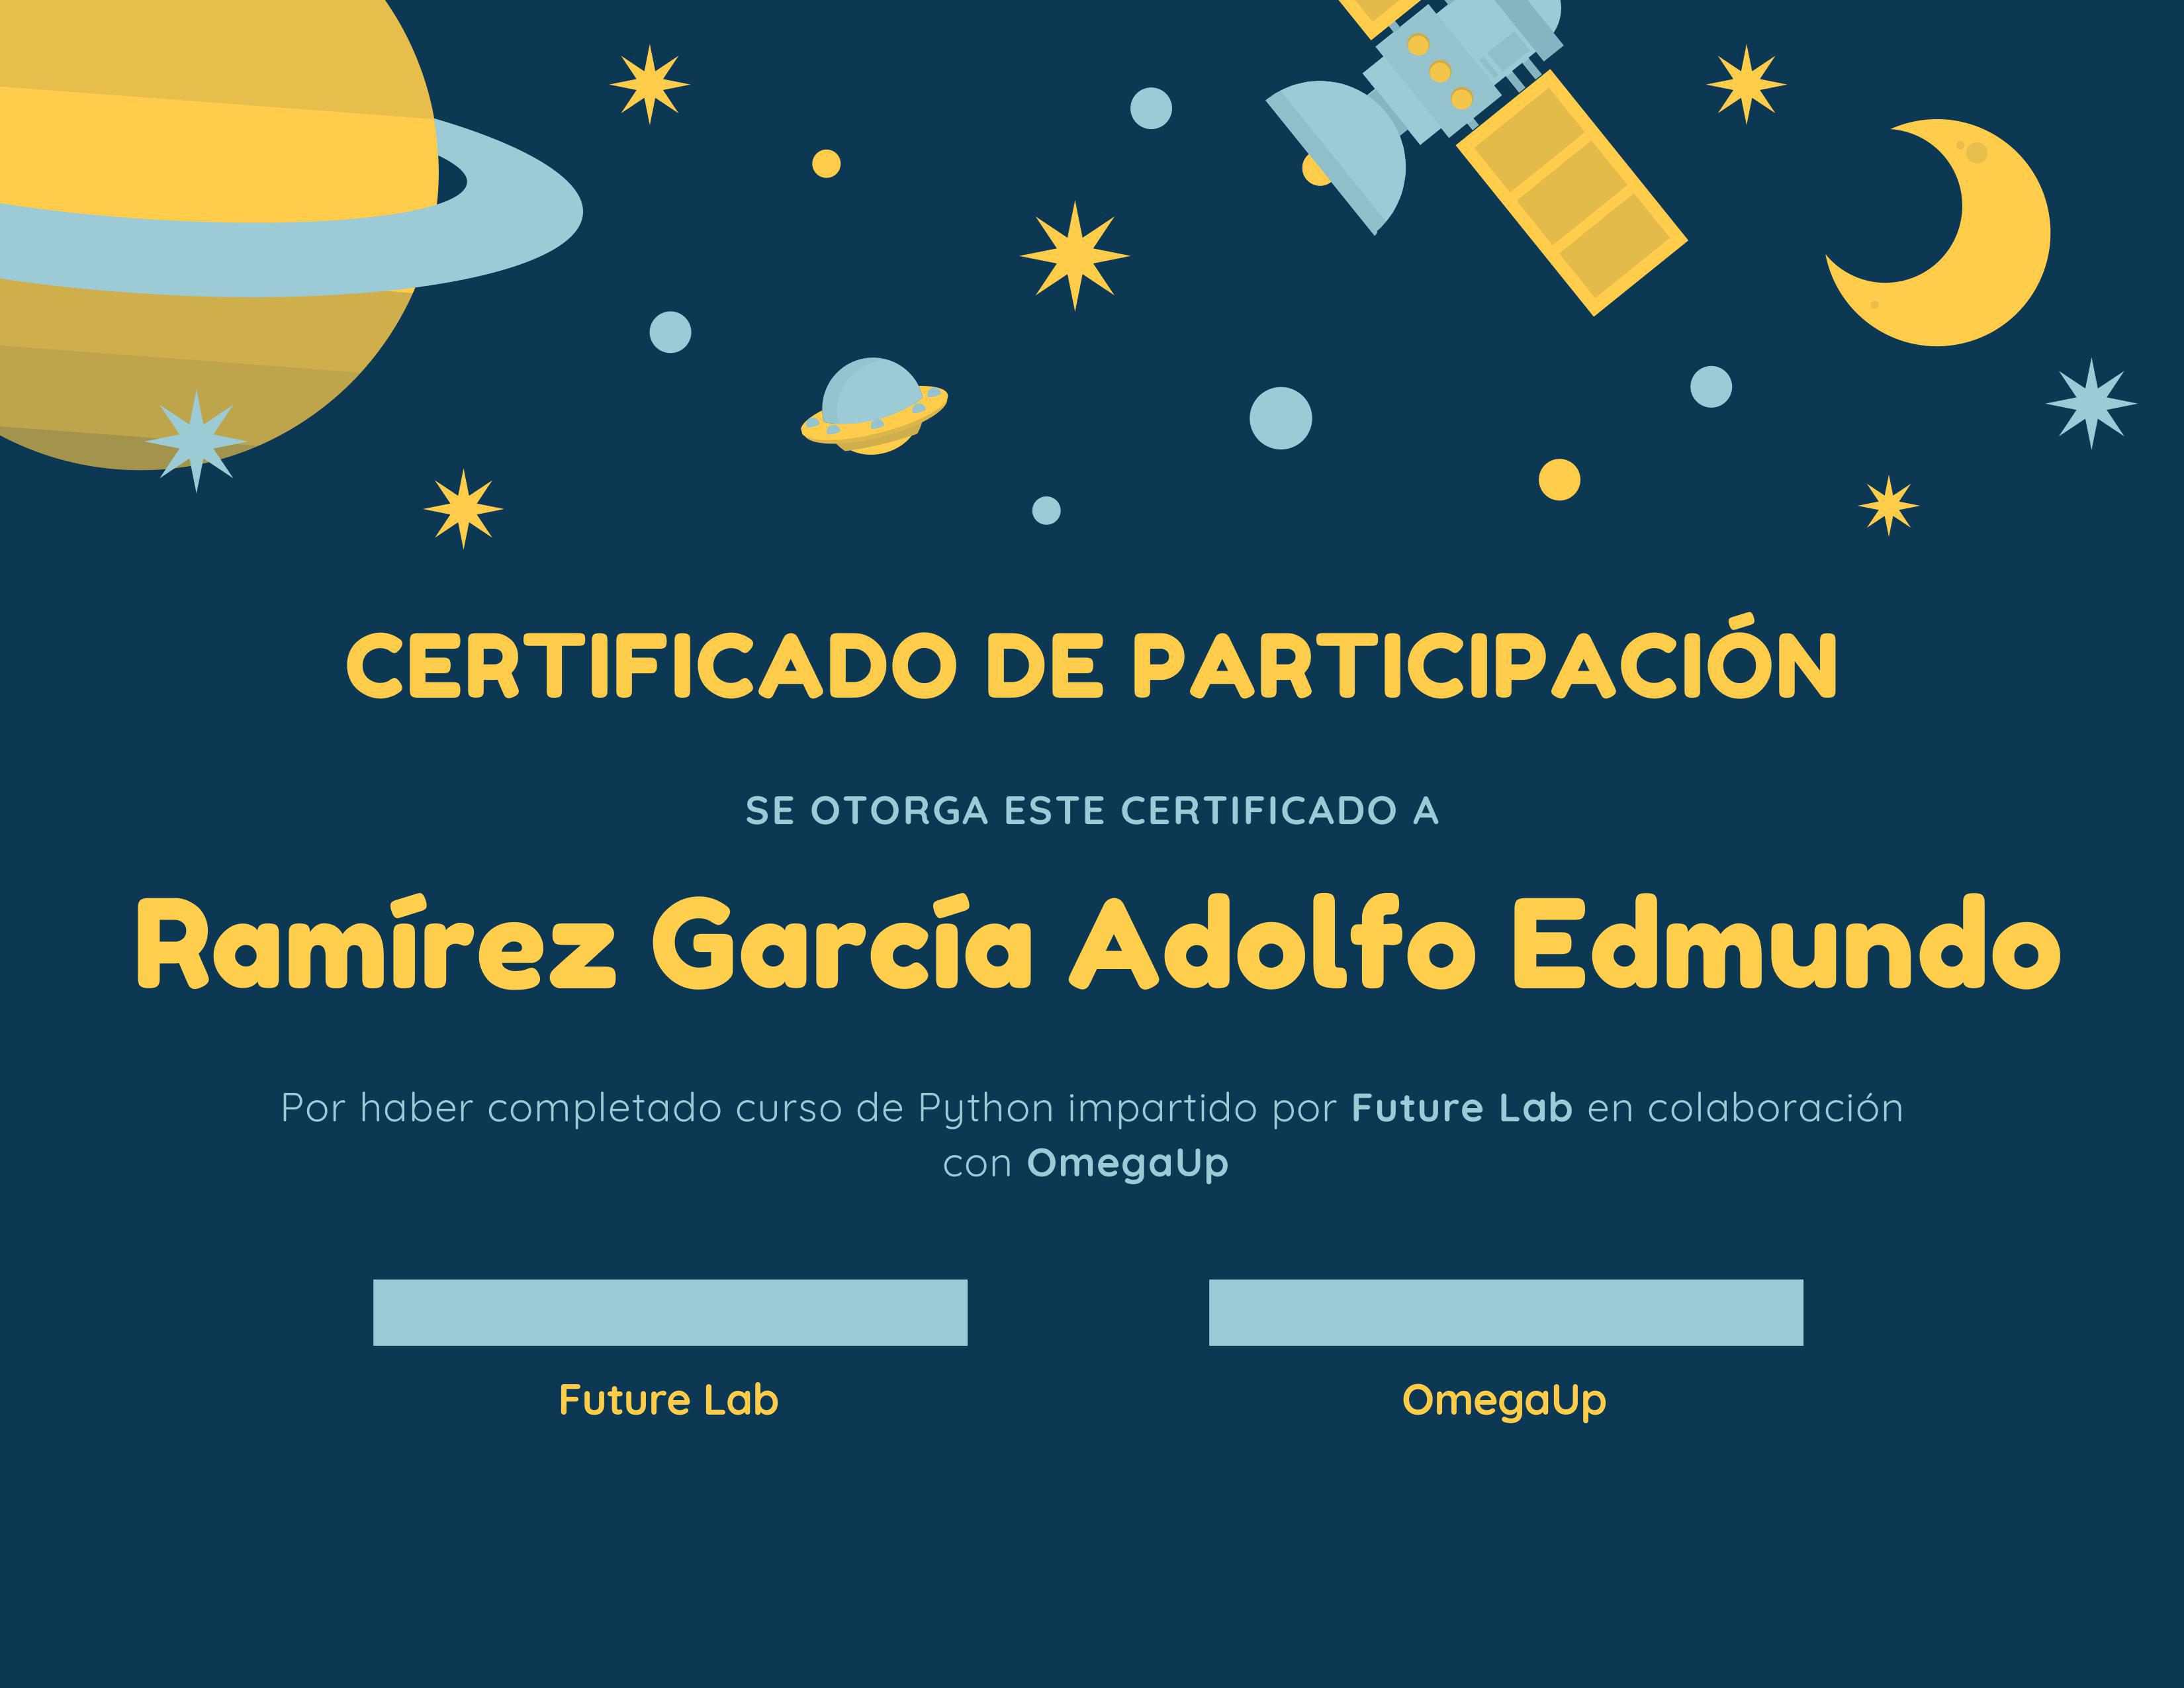 CERTIFICADO DE PARTICIPACIÓN
SE OTORGA ESTE CERTIFICADO A
Ramírez García Adolfo Edmundo
Por haber completado curso de Python impartido por Future Lab en colaboración
con OmegaUp
Future Lab
OmegaUp